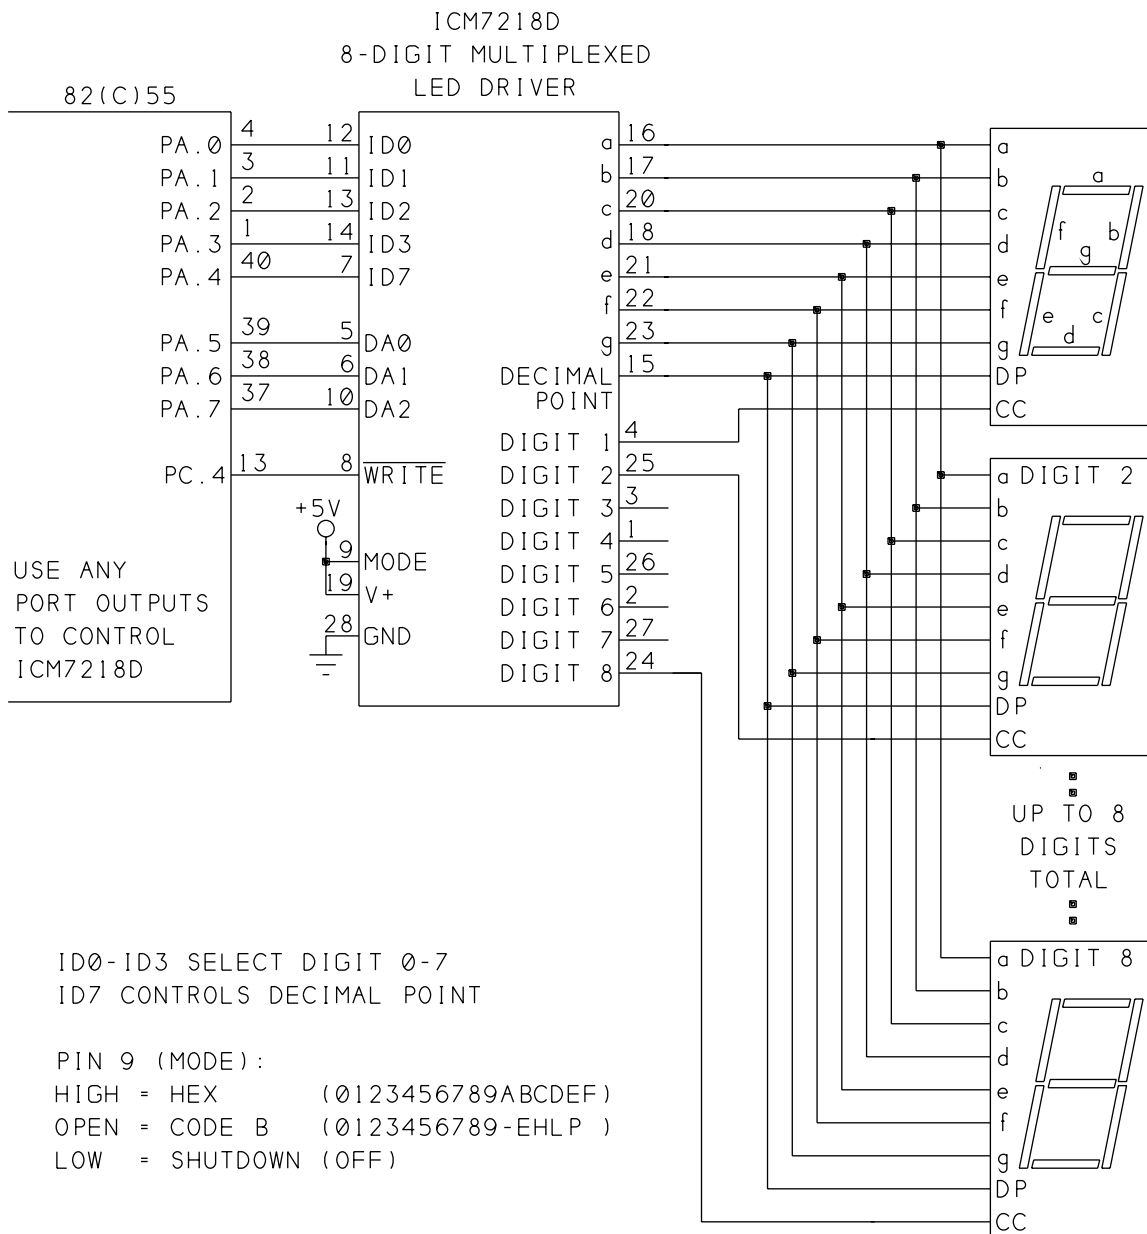 ICM7218D
8-DIGIT MULTIPLEXED
LED DRIVER
82(C)55
PA.0 4 12 ID0 a 16 a
PA.1 3 11 ID1 b 17 b
PA.2 2 13 ID2 c 20 c
PA.3 1 14 ID3 d 18 d
PA.4 40 7 ID7 e 21 e
f 22 f
PA.5 39 5 DA0 g 23 g
PA.6 38 6 DA1 DECIMAL 15 DP
POINT
PA.7 37 10 DA2 CC
a
f b
g
e c
d
DIGIT 1 4
PC.4 13 8 WRITE DIGIT 2 25 a DIGIT 2
+5V DIGIT 3 3 b
DIGIT 4 1 c
9 MODE
DIGIT 5 26 d
19 V+
DIGIT 6 2 e
28 GND
DIGIT 7 27 f
DIGIT 8 24 g
DP
CC
USE ANY
PORT OUTPUTS
TO CONTROL
ICM7218D
UP TO 8
DIGITS
TOTAL
a DIGIT 8
b
c
d
e
f
g
DP
CC
ID0-ID3 SELECT DIGIT 0-7
ID7 CONTROLS DECIMAL POINT
PIN 9 (MODE):
HIGH = HEX (0123456789ABCDEF)
OPEN = CODE B (0123456789-EHLP )
LOW = SHUTDOWN (OFF)